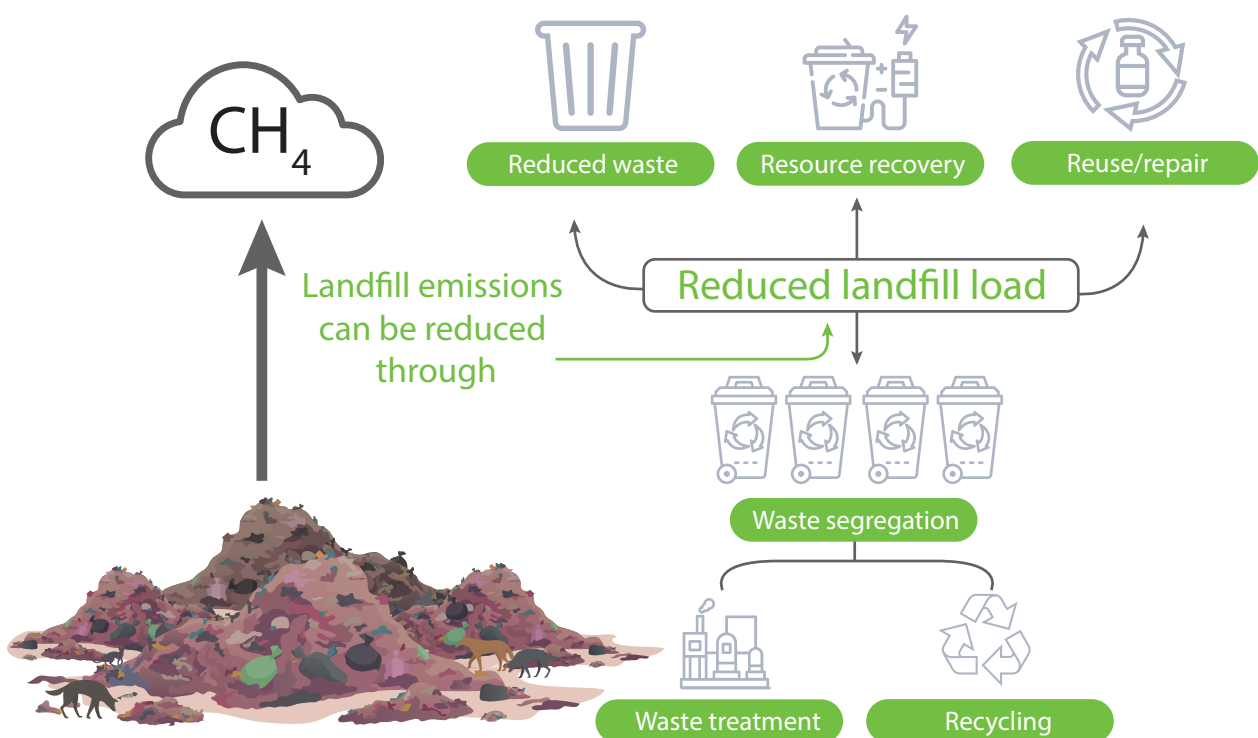 CH4
Reduced waste
Resource recovery
Reuse/repair
Landfill emissions
can be reduced
through
Reduced landfill load
Waste segregation
Waste treatment
Recycling